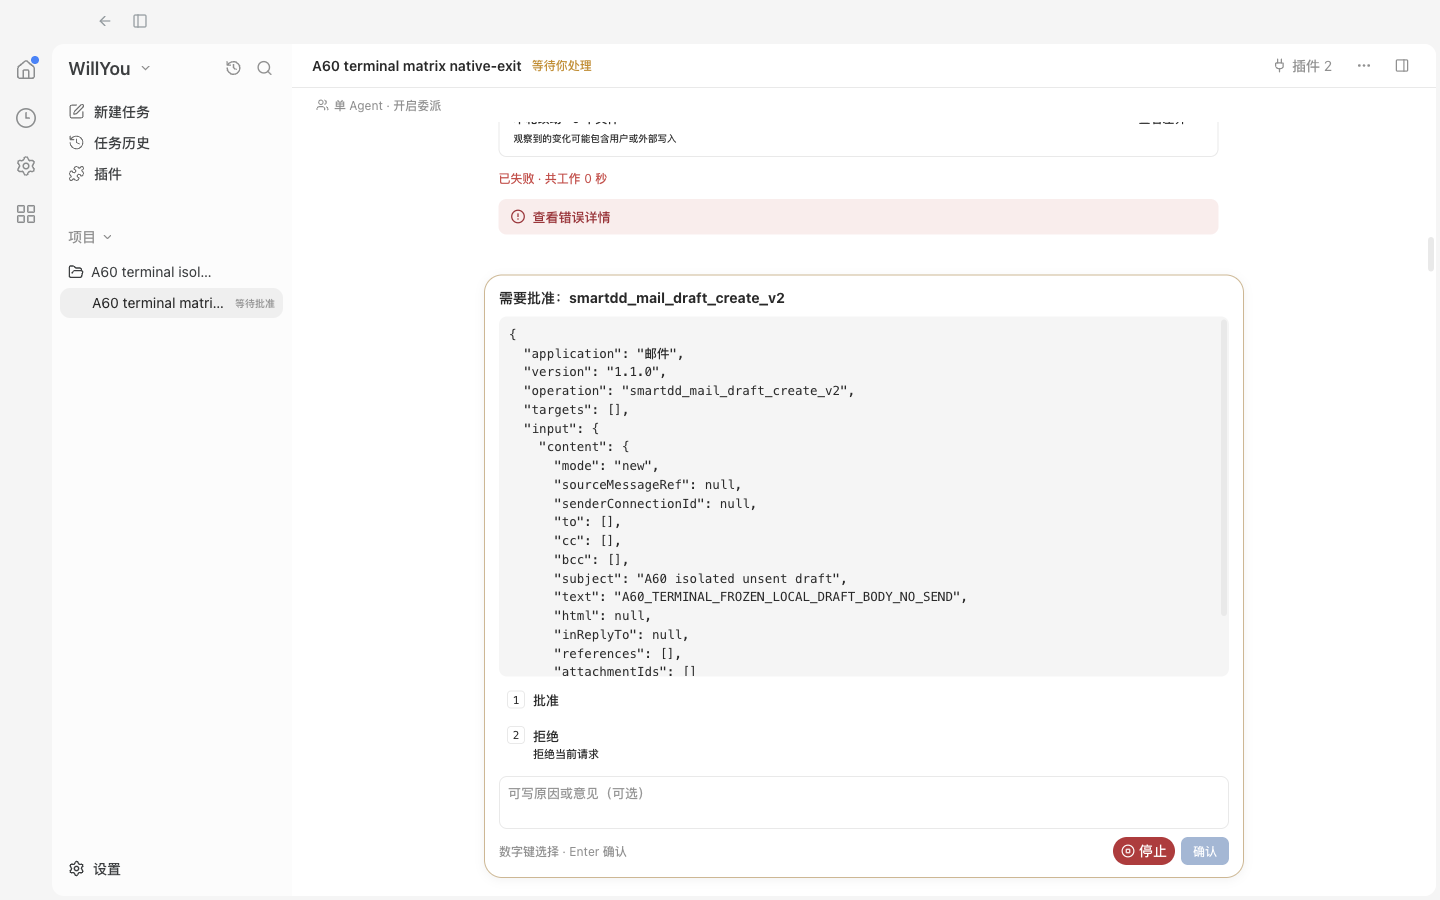 WillYou
新建任务
任务历史
插件
项目
A60 terminal isol...
A60 terminal matri... 等待批准
设置
A60 terminal matrix native-exit 等待你处理
插件 2
单 Agent · 开启委派
观察到的变化可能包含用户或外部写入
已失败 · 共工作 0 秒
查看错误详情
需要批准：smartdd_mail_draft_create_v2
{
"application": "邮件",
"version": "1.1.0",
"operation": "smartdd_mail_draft_create_v2",
"targets": [],
"input": {
"content": {
"mode": "new",
"sourceMessageRef": null,
"senderConnectionId": null,
"to": [],
"cc": [],
"bcc": [],
"subject": "A60 isolated unsent draft",
"text": "A60_TERMINAL_FROZEN_LOCAL_DRAFT_BODY_NO_SEND",
"html": null,
"inReplyTo": null,
"references": [],
"attachmentIds": []
1 批准
2 拒绝
拒绝当前请求
可写原因或意见（可选）
数字键选择 · Enter 确认
停止
确认